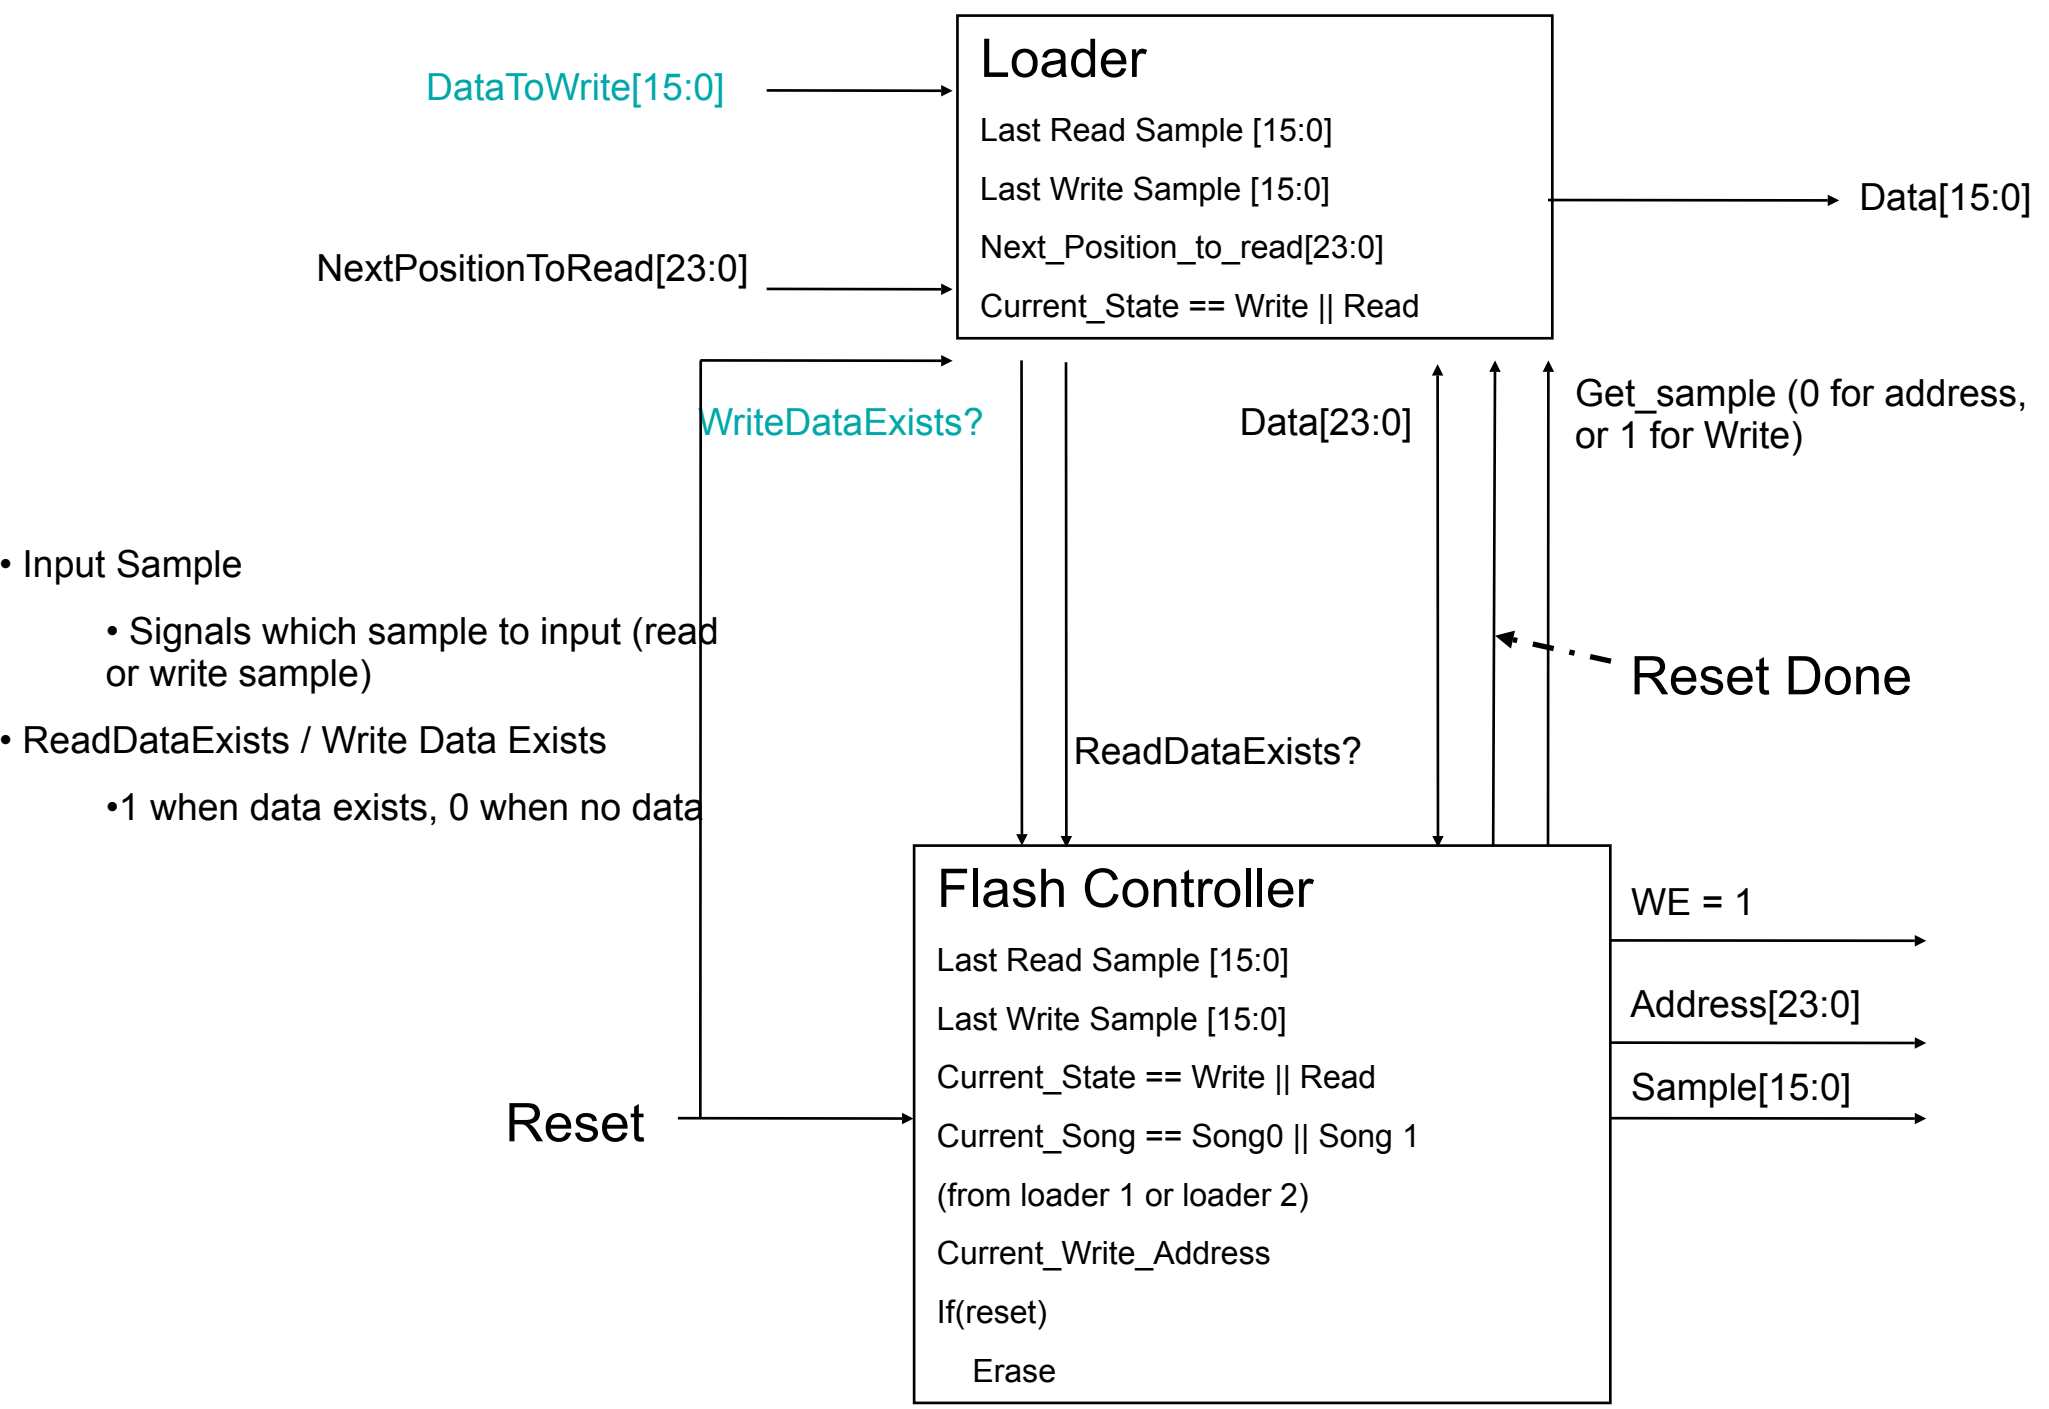 Loader
DataToWrite[15:0]
Last Read Sample [15:0]
Last Write Sample [15:0]
Data[15:0]
Next_Position_to_read[23:0]
NextPositionToRead[23:0]
Current_State == Write || Read
WriteDataExists?
Data[23:0]
Get_sample (0 for address,
or 1 for Write)
• Input Sample
• Signals which sample to input (read
or write sample)
Reset Done
• ReadDataExists / Write Data Exists
ReadDataExists?
•1 when data exists, 0 when no data
Flash Controller
WE = 1
Last Read Sample [15:0]
Address[23:0]
Last Write Sample [15:0]
Current_State == Write || Read
Sample[15:0]
Reset
Current_Song == Song0 || Song 1
(from loader 1 or loader 2)
Current_Write_Address
If(reset)
Erase